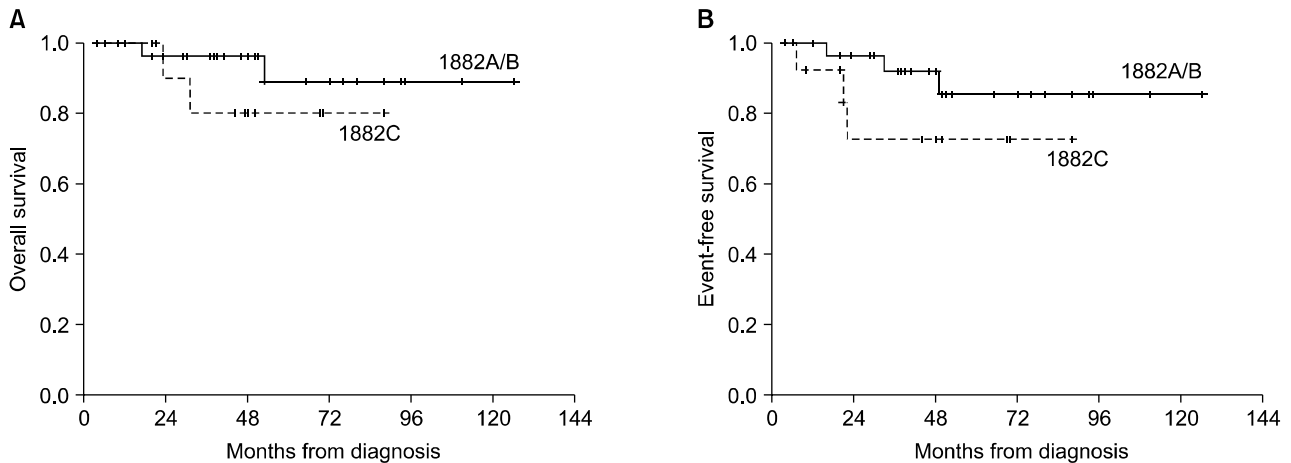 A
1.0
0.8
0.6
0.4
0.2
0.0
Overall survival
1882A/B
1882C
0 24 48 72 96 120 144
Months from diagnosis
B
1.0
0.8
0.6
0.4
0.2
0.0
Event-free survival
1882A/B
1882C
0 24 48 72 96 120 144
Months from diagnosis